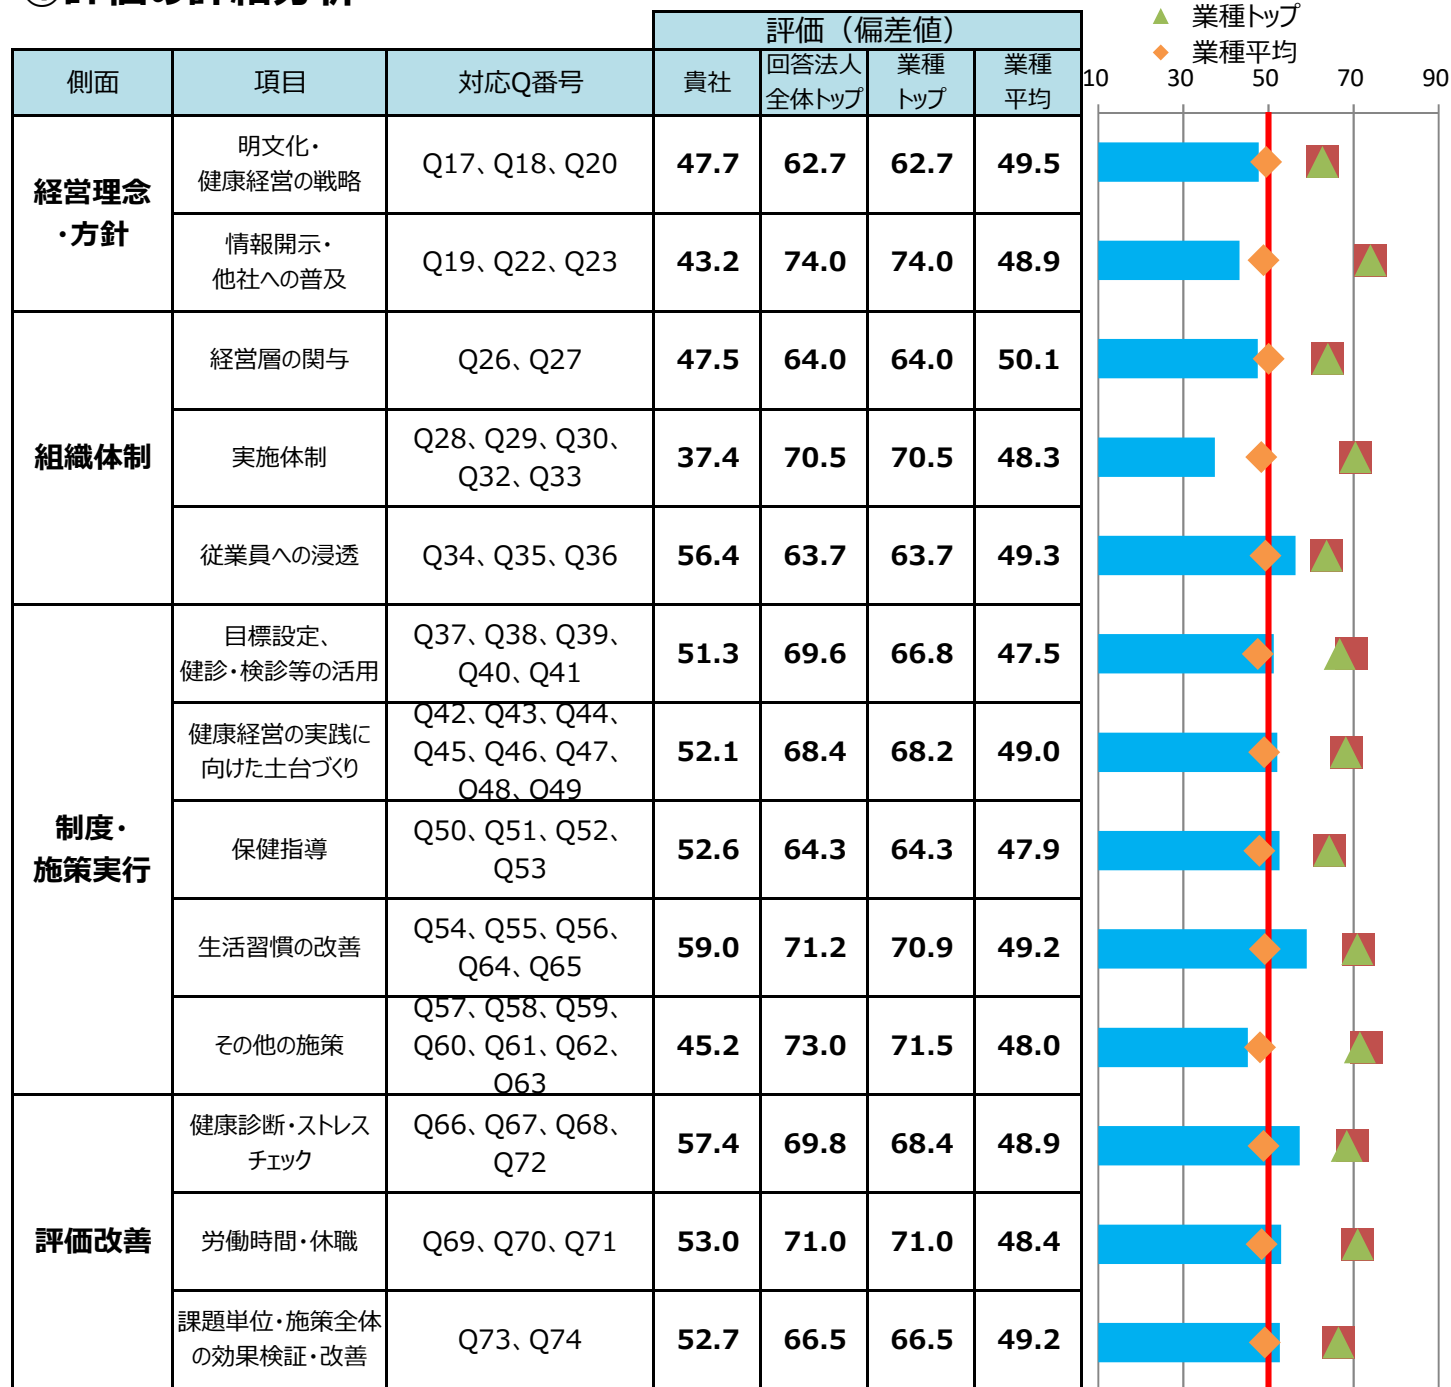 評価（偏差値）
▲ 業種トップ
◆ 業種平均
側面 項目 対応Q番号 貴社 回答法人 業種 業種
全体トップ トップ 平均
10 30 50 70 90
経営理念
・方針
明文化・
健康経営の戦略
Q17、Q18、Q20 47.7 62.7 62.7 49.5
情報開示・
他社への普及
Q19、Q22、Q23 43.2 74.0 74.0 48.9
組織体制
経営層の関与 Q26、Q27 47.5 64.0 64.0 50.1
実施体制
Q28、Q29、Q30、
Q32、Q33
37.4 70.5 70.5 48.3
従業員への浸透 Q34、Q35、Q36 56.4 63.7 63.7 49.3
制度・
施策実行
目標設定、
健診・検診等の活用
Q37、Q38、Q39、
Q40、Q41
51.3 69.6 66.8 47.5
健康経営の実践に
向けた土台づくり
Q42、Q43、Q44、
Q45、Q46、Q47、
Q48、Q49
52.1 68.4 68.2 49.0
保健指導
Q50、Q51、Q52、
Q53
52.6 64.3 64.3 47.9
生活習慣の改善
Q54、Q55、Q56、
Q64、Q65
59.0 71.2 70.9 49.2
その他の施策
Q57、Q58、Q59、
Q60、Q61、Q62、
Q63
45.2 73.0 71.5 48.0
評価改善
健康診断・ストレス
チェック
Q66、Q67、Q68、
Q72
57.4 69.8 68.4 48.9
労働時間・休職 Q69、Q70、Q71 53.0 71.0 71.0 48.4
課題単位・施策全体
の効果検証・改善
Q73、Q74 52.7 66.5 66.5 49.2